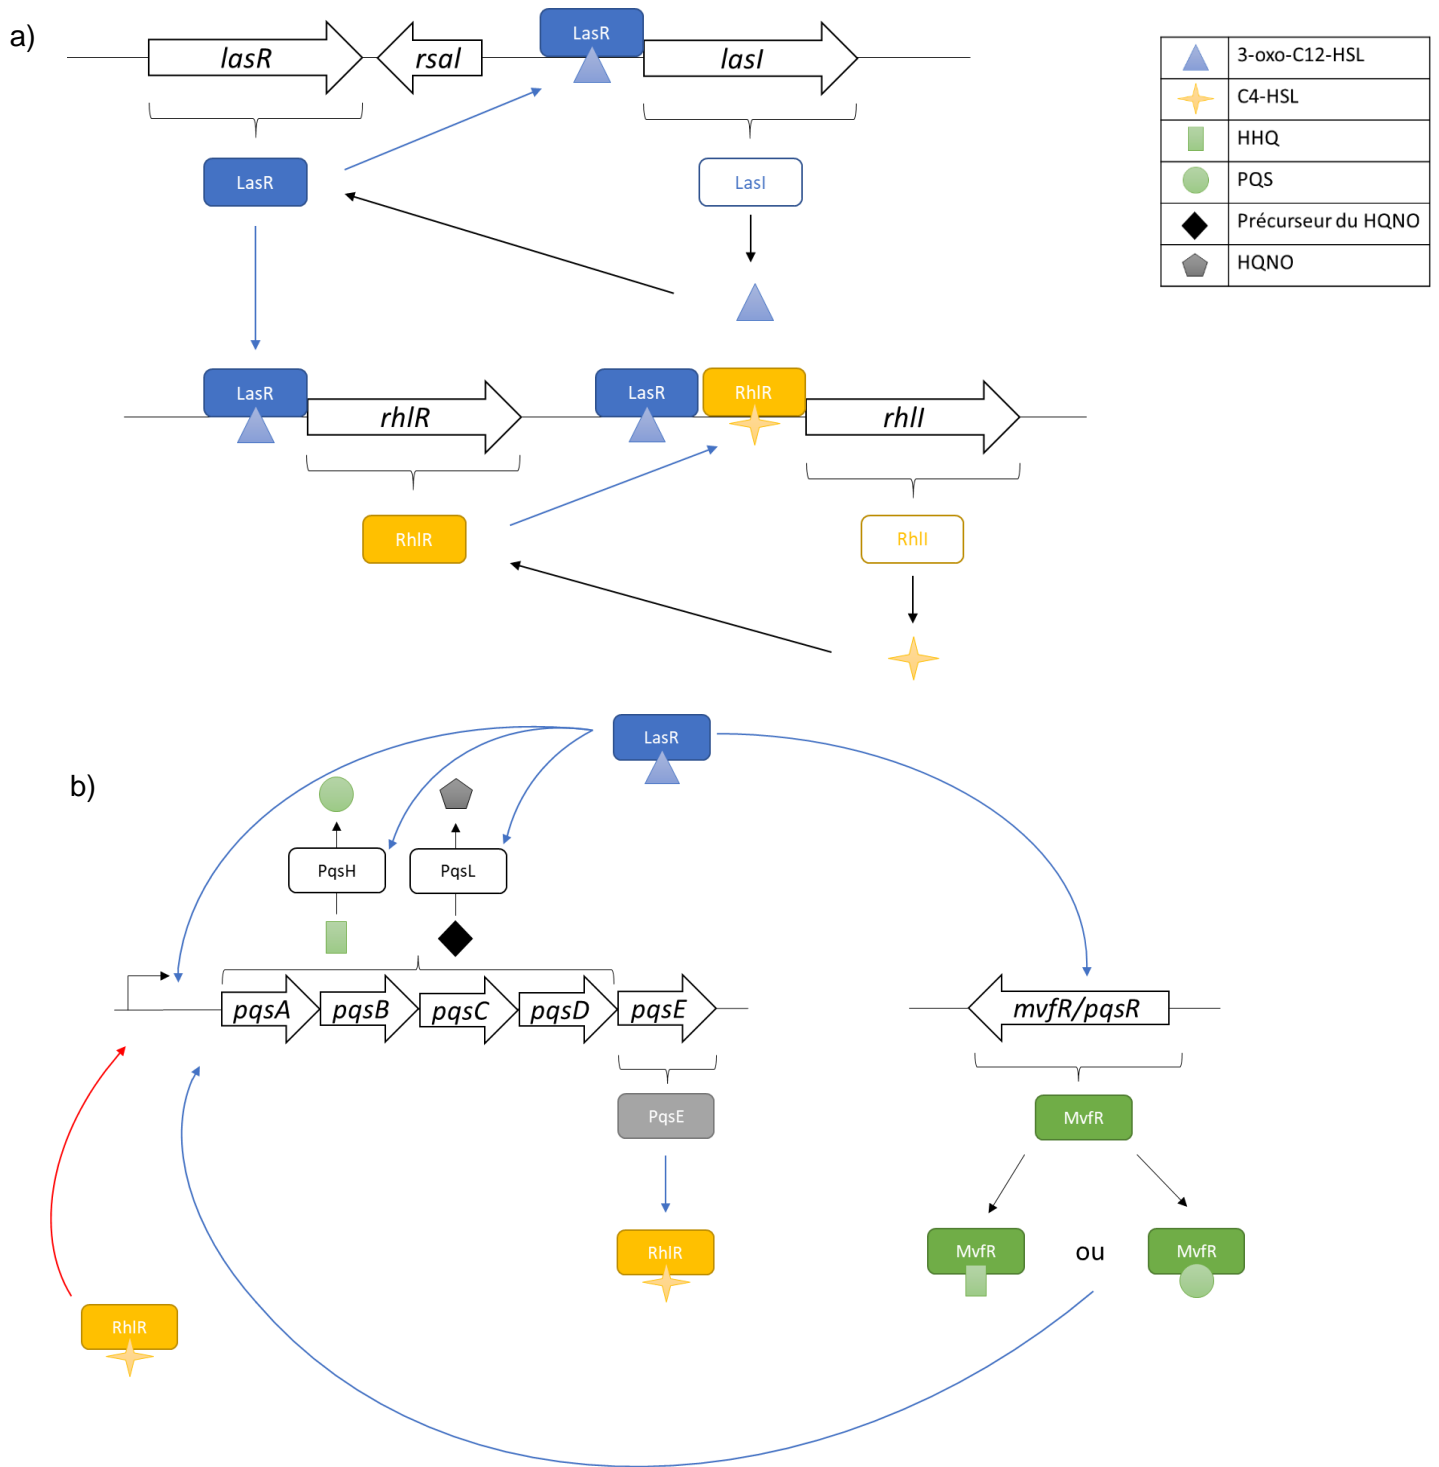 a)
lasR
rsaI
LasR
lasI
3-oxo-C12-HSL
C4-HSL
HHQ
PQS
Précurseur du HQNO
HQNO
LasR
LasI
LasR
rhlR
LasR
RhlR
rhlI
RhlR
RhlI
b)
LasR
PqsH
PqsL
pqsA
pqsB
pqsC
pqsD
pqsE
mvfR/pqsR
PqsE
MvfR
RhlR
MvfR
ou
MvfR
RhlR